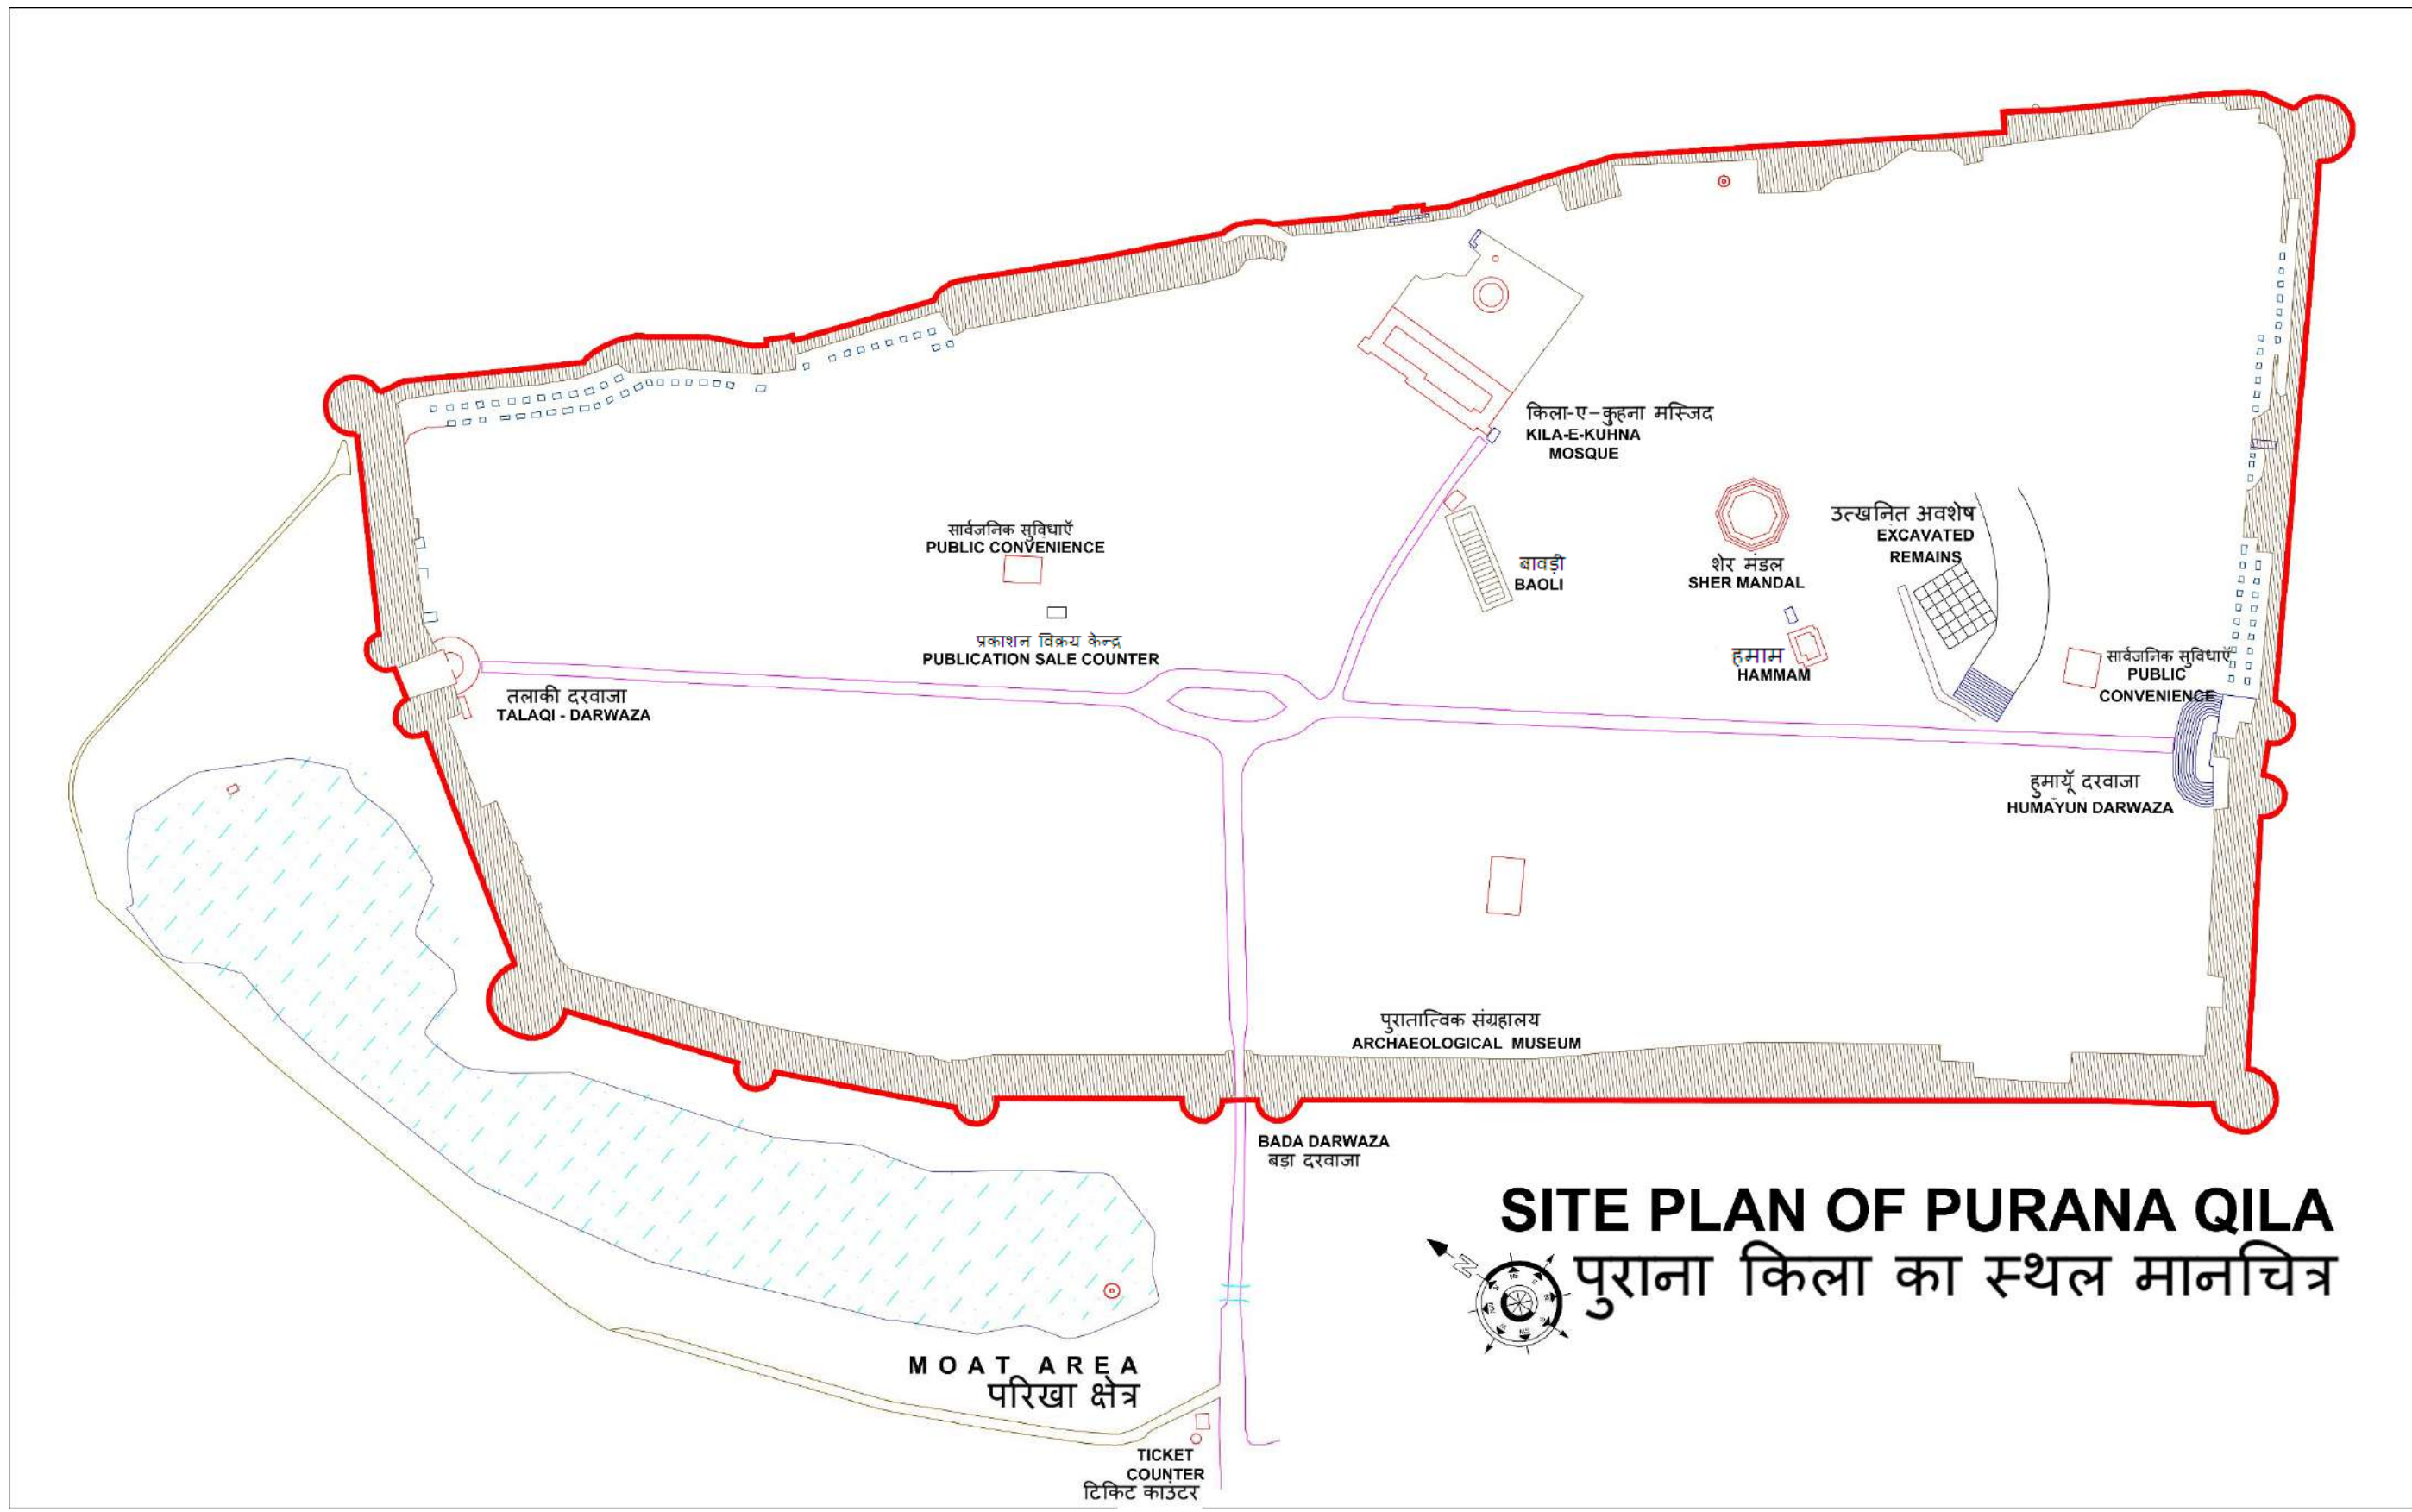 किला-ए-कुहना मस्जिद
KILA-E-KUHNA
MOSQUE
सार्वजनिक सुविधाएँ
PUBLIC CONVENIENCE
उत्खनित अवशेष
EXCAVATED
REMAINS
बावड़ी
BAOLI
शेर मंडल
SHER MANDAL
प्रकाशन विक्रय केन्द्र
PUBLICATION SALE COUNTER
हमाम
HAMMAM
सार्वजनिक सुविधाएँ
PUBLIC
CONVENIENCE
तलाकी दरवाजा
TALAQI - DARWAZA
हुमायूँ दरवाजा
HUMAYUN DARWAZA
पुरातात्विक संग्रहालय
ARCHAEOLOGICAL MUSEUM
BADA DARWAZA
बड़ा दरवाजा
SITE PLAN OF PURANA QILA
पुराना किला का स्थल मानचित्र
N
MOAT AREA
परिखा क्षेत्र
TICKET
COUNTER
टिकिट काउंटर